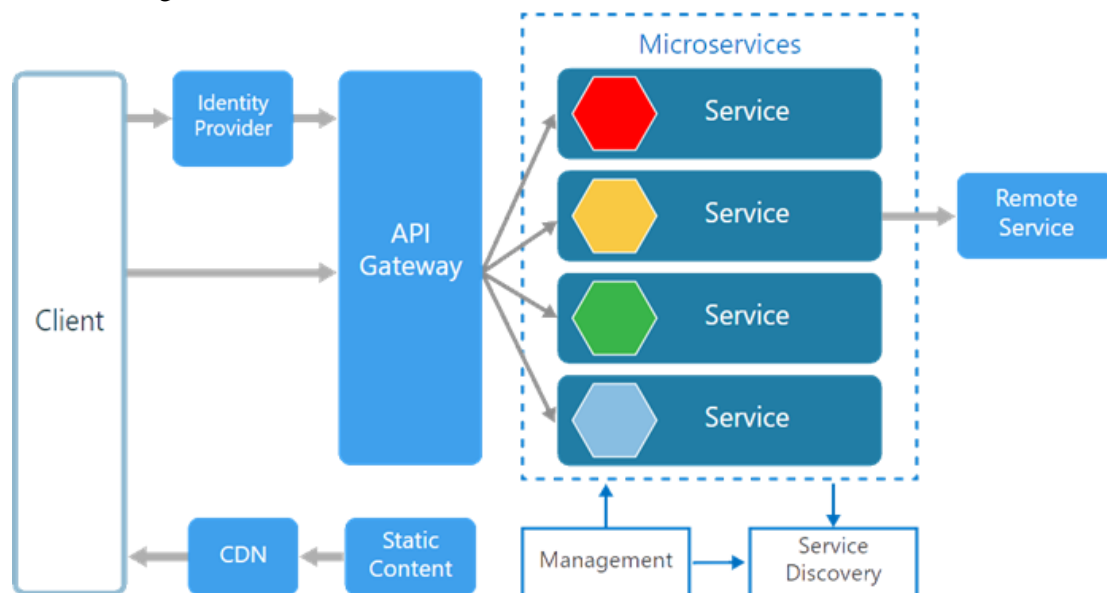 Microservices
Identity
Provider
Service
API
Gateway
Service
Remote
Service
Client
Service
Service
CDN
Static
Content
Management
Service
Discovery